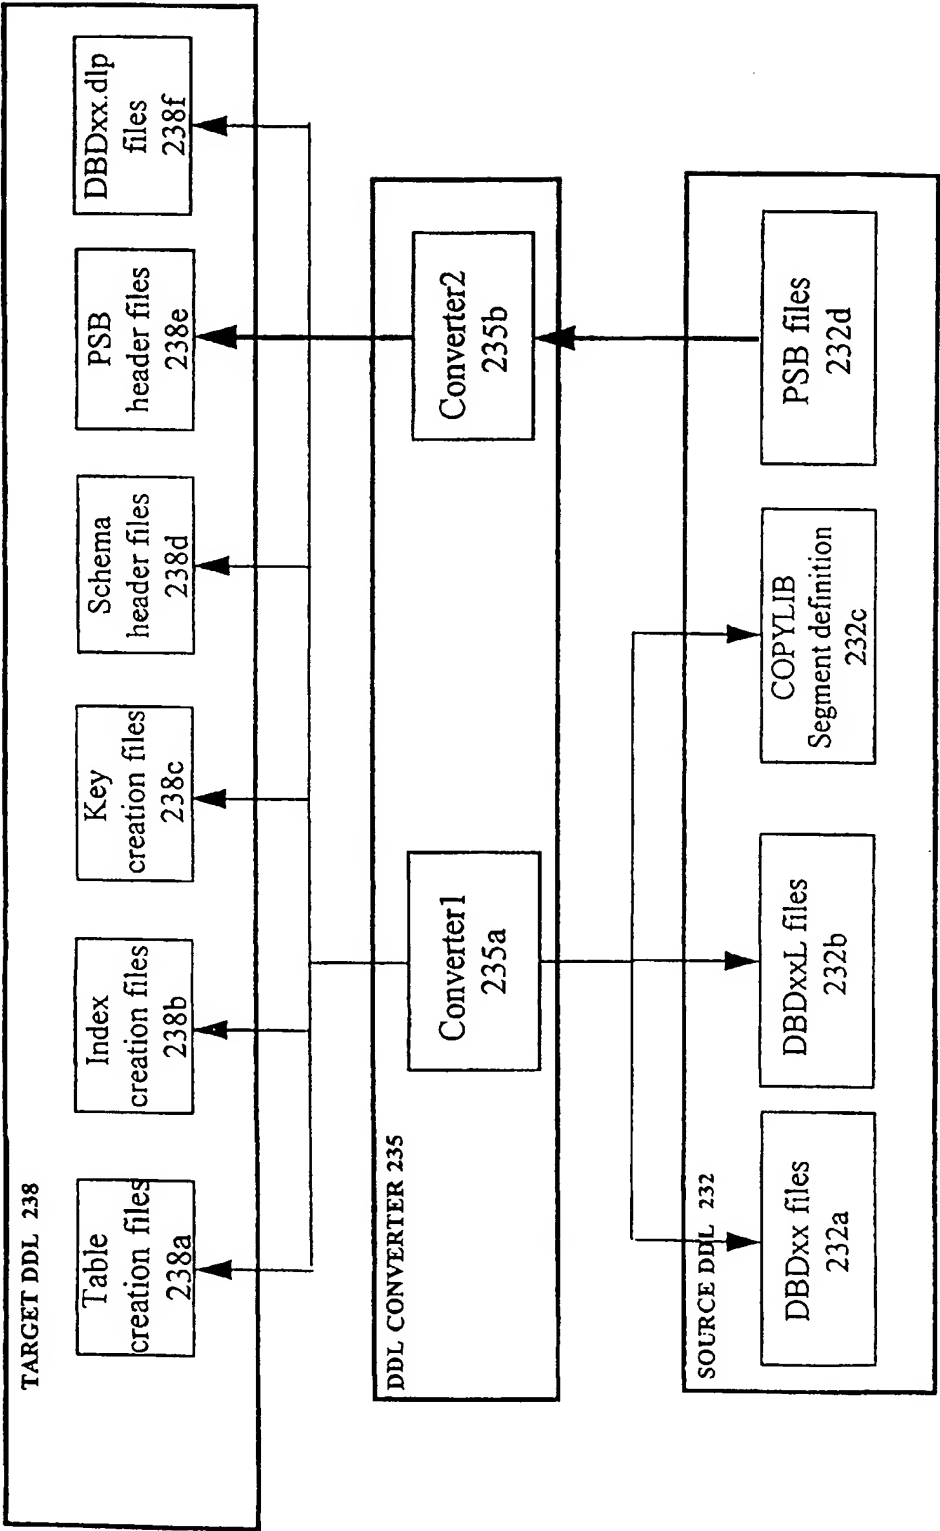 TARGET DDL 238
Table
creation files
238a
Index
creation files
238b
Key
creation files
238c
Schema
header files
238d
PSB
header files
238e
DBDxx.dlp
files
238f
DDL CONVERTER 235
Converter1
235a
Converter2
235b
SOURCE DDL 232
DBDxx files
232a
DBDxxL files
232b
COPYLIB
Segment definition
232c
PSB files
232d